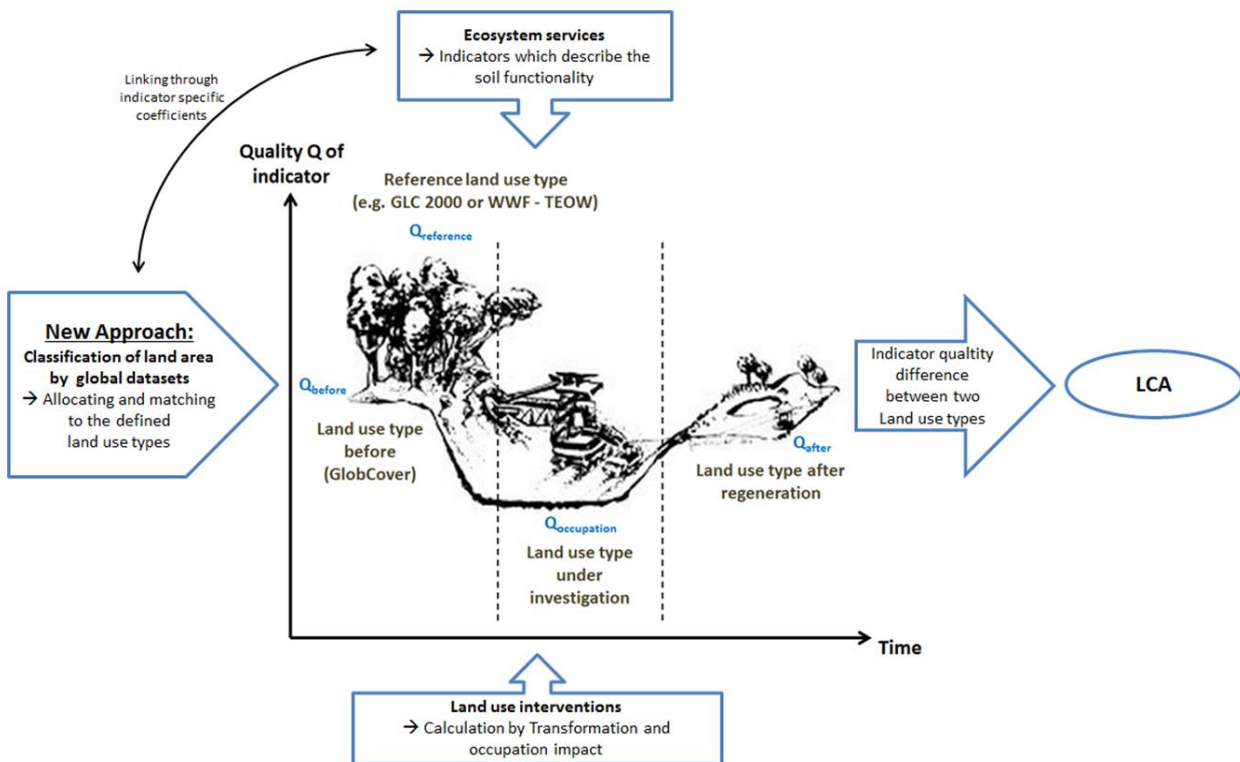 Ecosystem services
→ Indicators which describe the
soil functionality
Linking through
indicator specific
coefficients
Quality Q of
indicator
Reference land use type
(e.g. GLC 2000 or WWF - TEOW)
Qreference
New Approach:
Classification of land area
by global datasets
→ Allocating and matching
to the defined
land use types
Qbefore
Land use type
before
(GlobCover)
Qoccupation
Land use type
under
investigation
Qafter
Land use type after
regeneration
Indicator qualtity
difference
between two
Land use types
LCA
Time
Land use interventions
→ Calculation by Transformation and
occupation impact